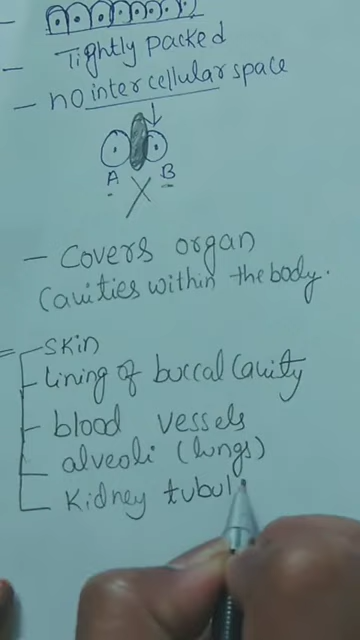 - Tightly packed
- no intercellular space
A B
X
- Covers organ
Cavities within the body.
- Skin
- lining of buccal Cavity
- blood vessels
- alveoli (lungs)
- Kidney tubul